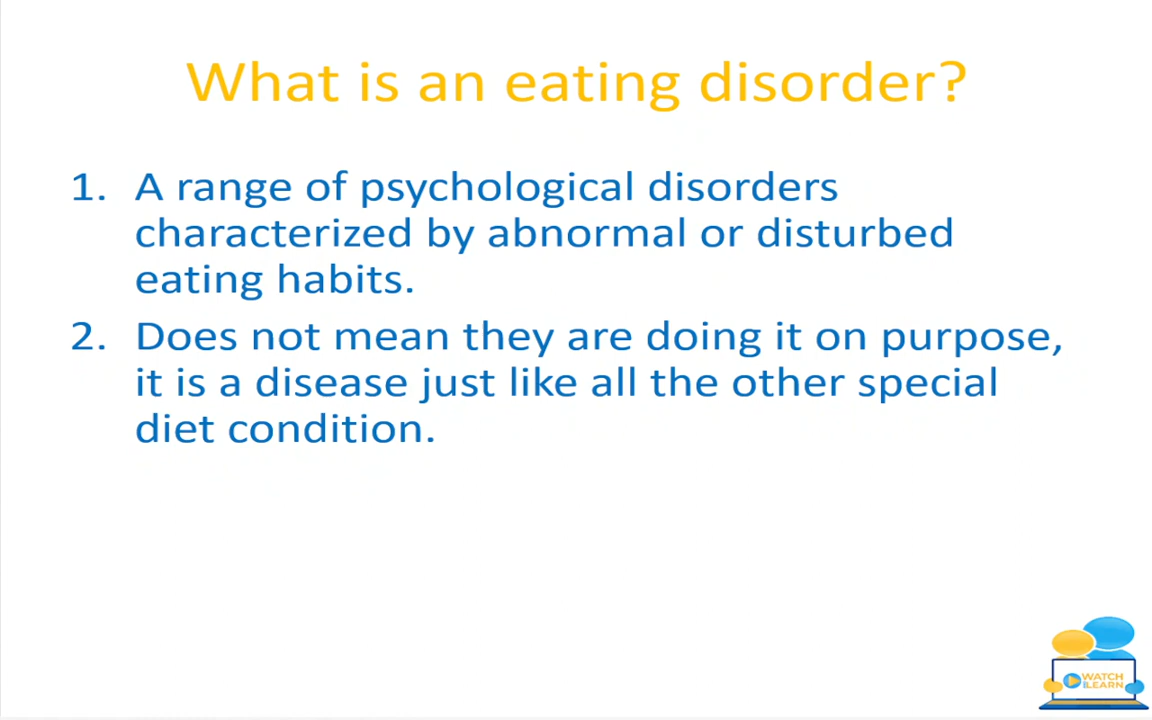 What is an eating disorder?
1. A range of psychological disorders
characterized by abnormal or disturbed
eating habits.
2. Does not mean they are doing it on purpose,
it is a disease just like all the other special
diet condition.
WATCH
& LEARN